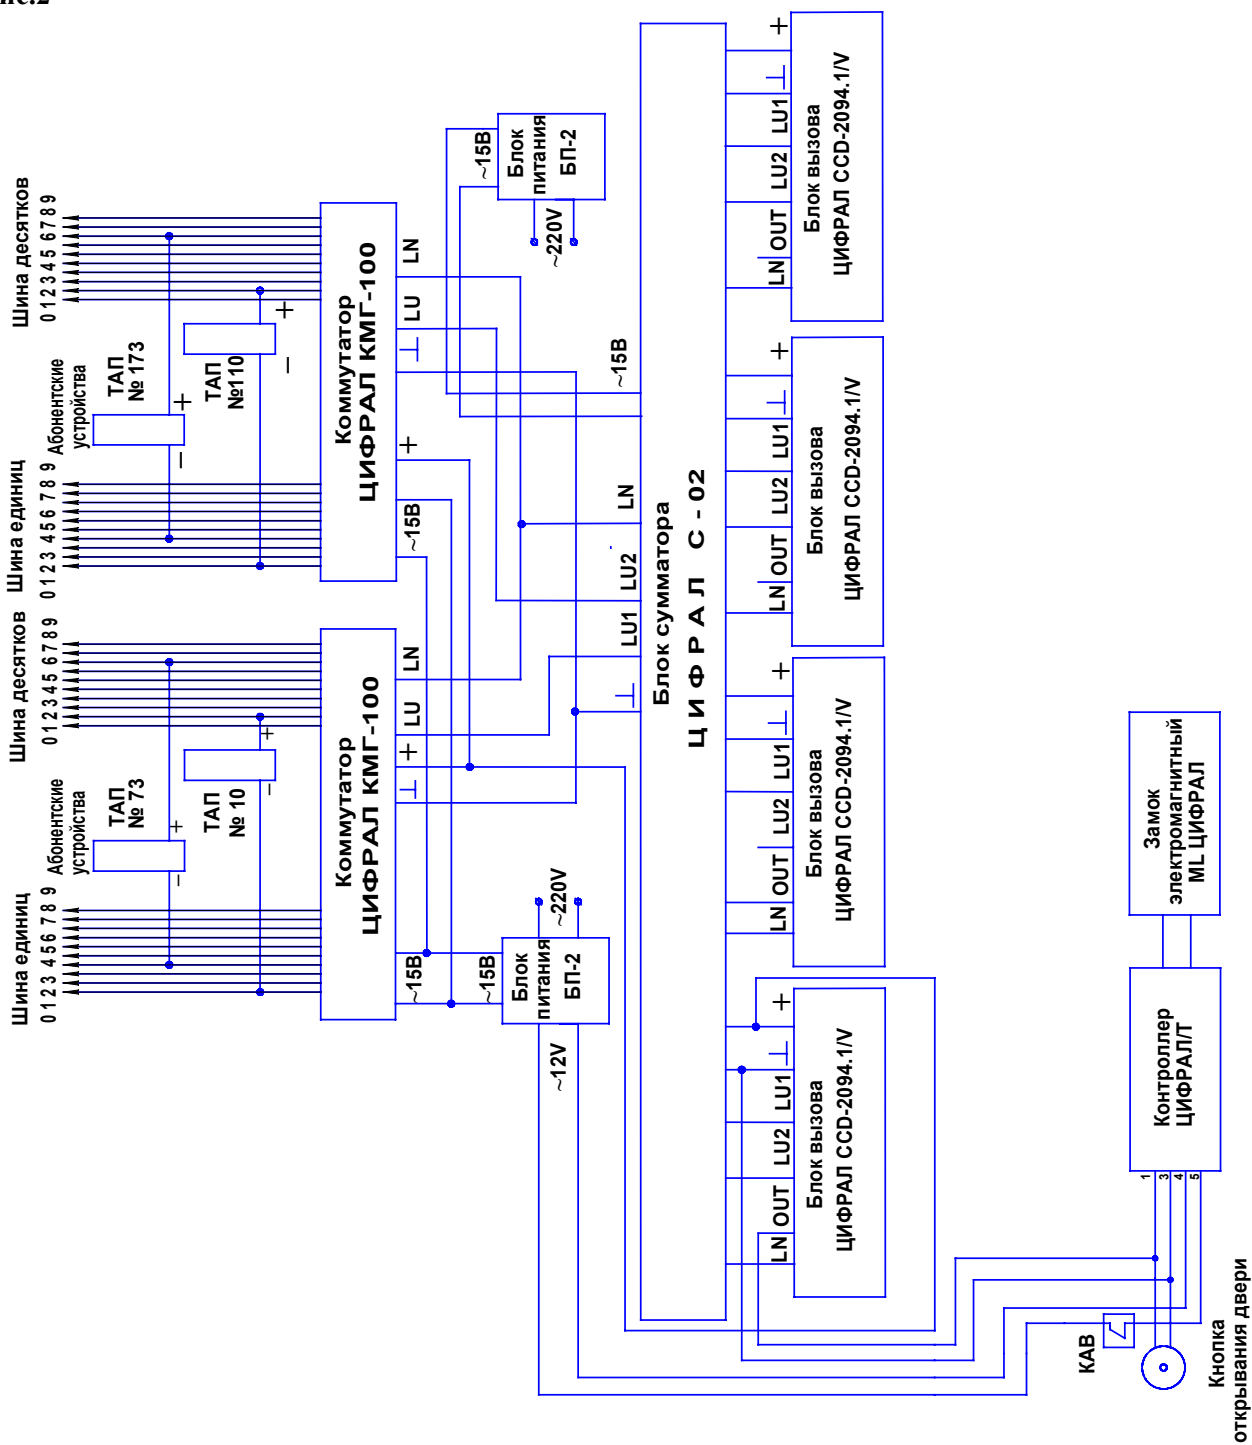 Шина десятков
0 1 2 3 4 5 6 7 8 9
Абонентские
устройства
ТАП
№ 173
+
–
ТАП
№110
+
–
Шина единиц
0 1 2 3 4 5 6 7 8 9
Коммутатор
ЦИФРАЛ КМГ-100
LN
LU
⊥
+
~15В
Шина десятков
0 1 2 3 4 5 6 7 8 9
Абонентские
устройства
ТАП
№ 73
+
–
ТАП
№ 10
+
–
Шина единиц
0 1 2 3 4 5 6 7 8 9
Коммутатор
ЦИФРАЛ КМГ-100
LN
LU
+
⊥
~15В
~15В
Блок
питания
БП-2
~220V
~15В
Блок
питания
БП-2
~220V
~12V
~15В
LN
LU2
LU1
⊥
Блок сумматора
ЦИФРАЛ С-02
+
⊥
LU1
LU2
OUT
LN
Блок вызова
ЦИФРАЛ CCD-2094.1/V
+
⊥
LU1
LU2
OUT
LN
Блок вызова
ЦИФРАЛ CCD-2094.1/V
+
⊥
LU1
LU2
OUT
LN
Блок вызова
ЦИФРАЛ CCD-2094.1/V
+
⊥
LU1
LU2
OUT
LN
Блок вызова
ЦИФРАЛ CCD-2094.1/V
Замок
электромагнитный
ML ЦИФРАЛ
Контроллер
ЦИФРАЛ/Т
1
3
4
5
КАВ
Кнопка
открывания двери